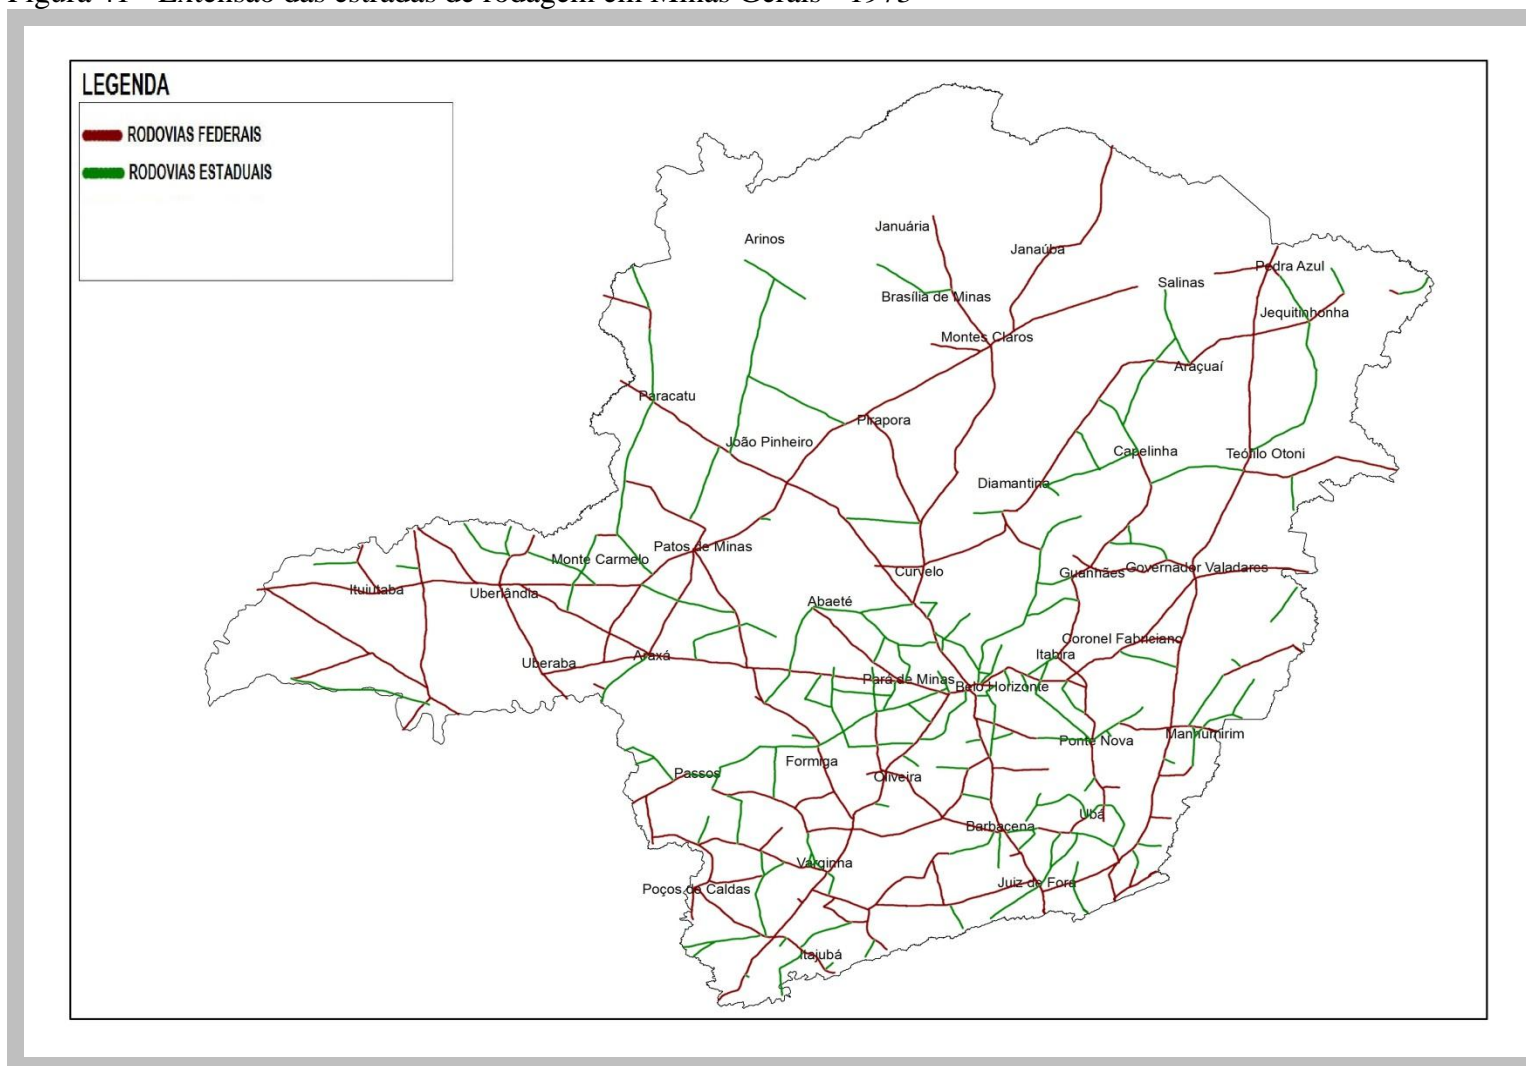 Figura 41 - Extensão das estradas de rodagem em Minas Gerais - 1973
LEGENDA
RODOVIAS FEDERAIS
RODOVIAS ESTADUAIS
Januária
Arinos
Janaúba
Pedra Azul
Salinas
Brasília de Minas
Jequitinhonha
Montes Claros
Araçuaí
Paracatu
Pirapora
João Pinheiro
Capelinha
Teófilo Otoni
Diamantina
Patos de Minas
Monte Carmelo
Curvelo
Guanhães
Governador Valadares
Ituiutaba
Uberlândia
Abaeté
Coronel Fabriciano
Itabira
Araxá
Uberaba
Pará de Minas
Belo Horizonte
Manhumirim
Ponte Nova
Formiga
Passos
Oliveira
Ubá
Barbacena
Varginha
Juiz de Fora
Poços de Caldas
Itajubá